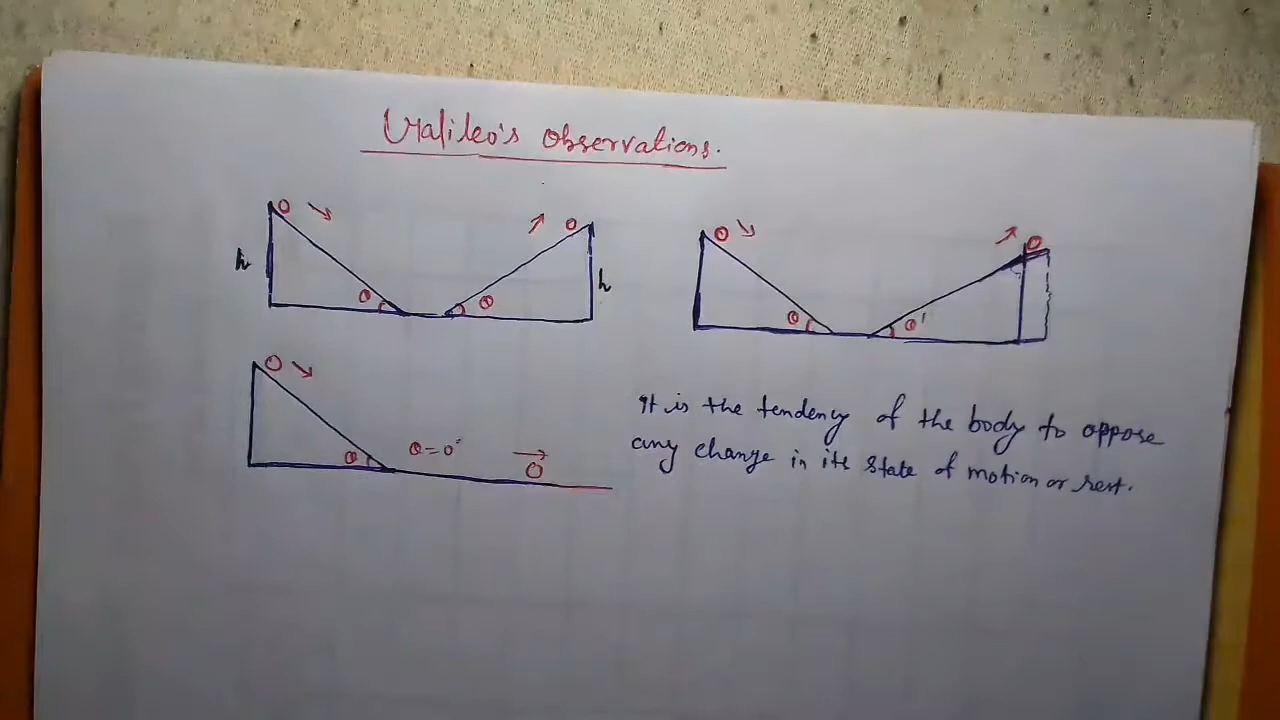 Galileo's observations.
h
θ
θ
h
θ
θ'
θ
θ=0°
It is the tendency of the body to oppose
any change in its state of motion or rest.